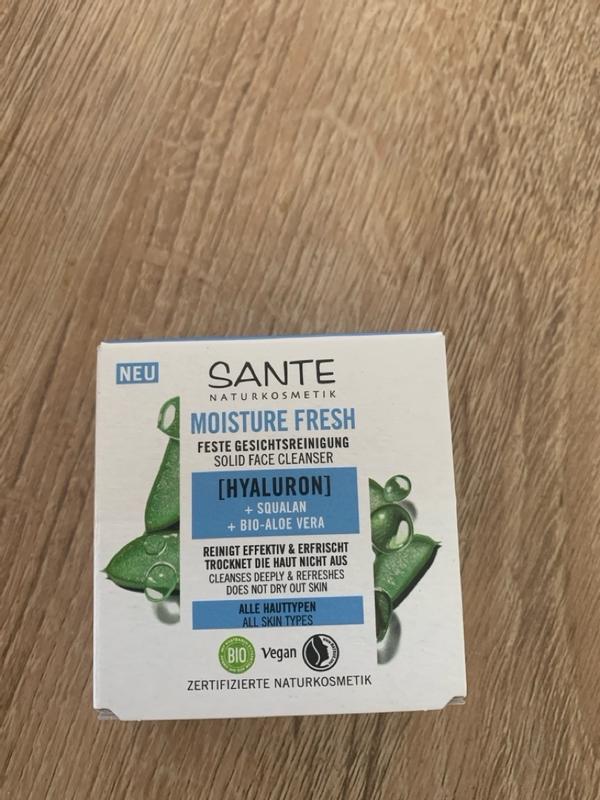 NEU
SANTE
NATURKOSMETIK
MOISTURE FRESH
FESTE GESICHTSREINIGUNG
SOLID FACE CLEANSER
[HYALURON]
+ SQUALAN
+ BIO-ALOE VERA
REINIGT EFFEKTIV & ERFRISCHT
TROCKNET DIE HAUT NICHT AUS
CLEANSES DEEPLY & REFRESHES
DOES NOT DRY OUT SKIN
ALLE HAUTTYPEN
ALL SKIN TYPES
BIO
Vegan
ZERTIFIZIERTE NATURKOSMETIK